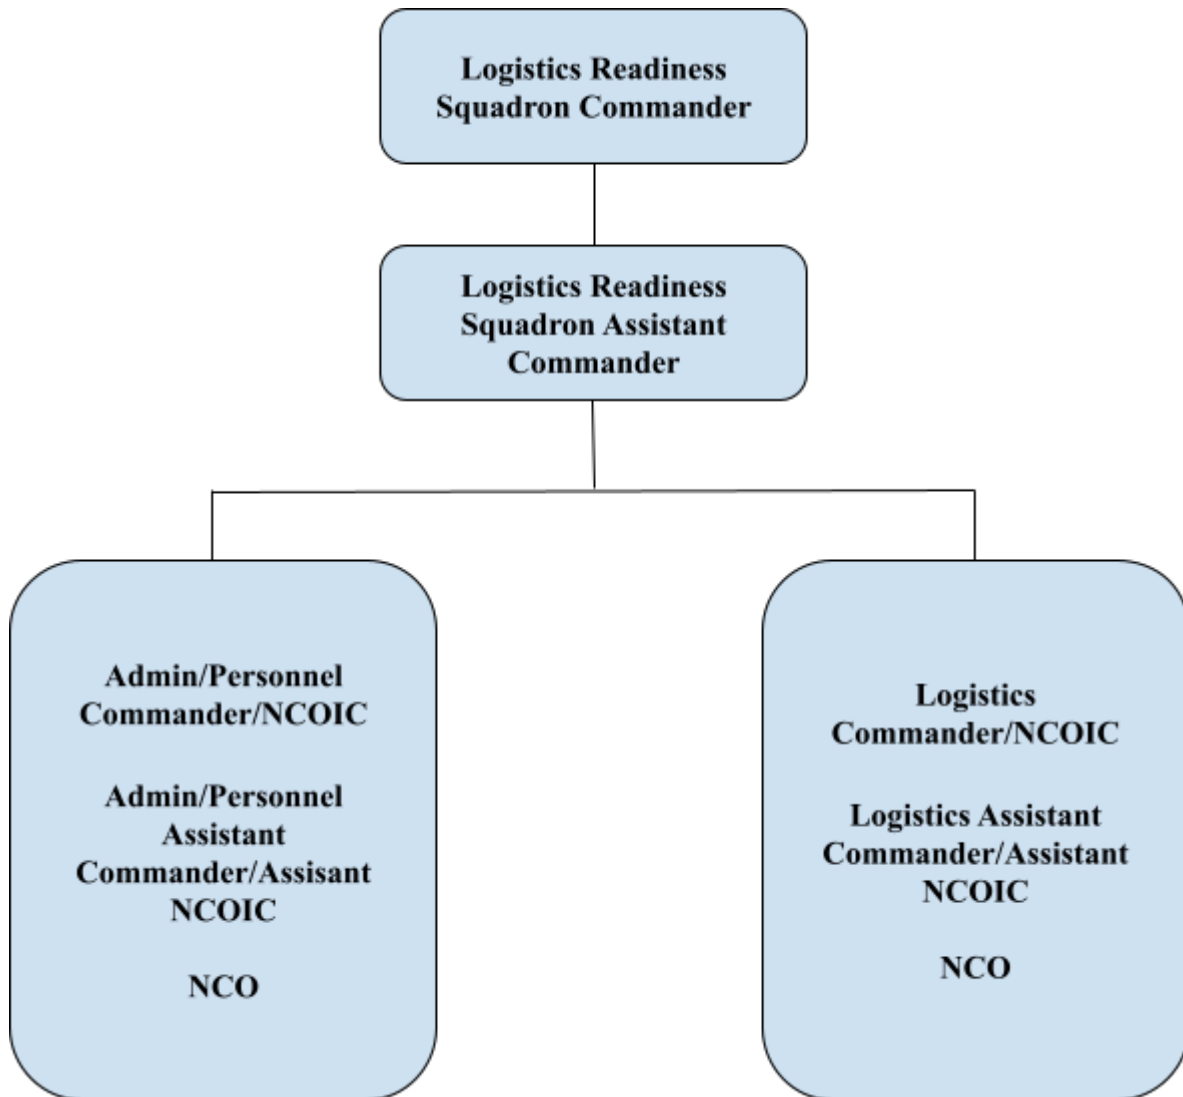 Logistics Readiness
Squadron Commander
Logistics Readiness
Squadron Assistant
Commander
Admin/Personnel
Commander/NCOIC
Admin/Personnel
Assistant
Commander/Assisant
NCOIC
NCO
Logistics
Commander/NCOIC
Logistics Assistant
Commander/Assistant
NCOIC
NCO